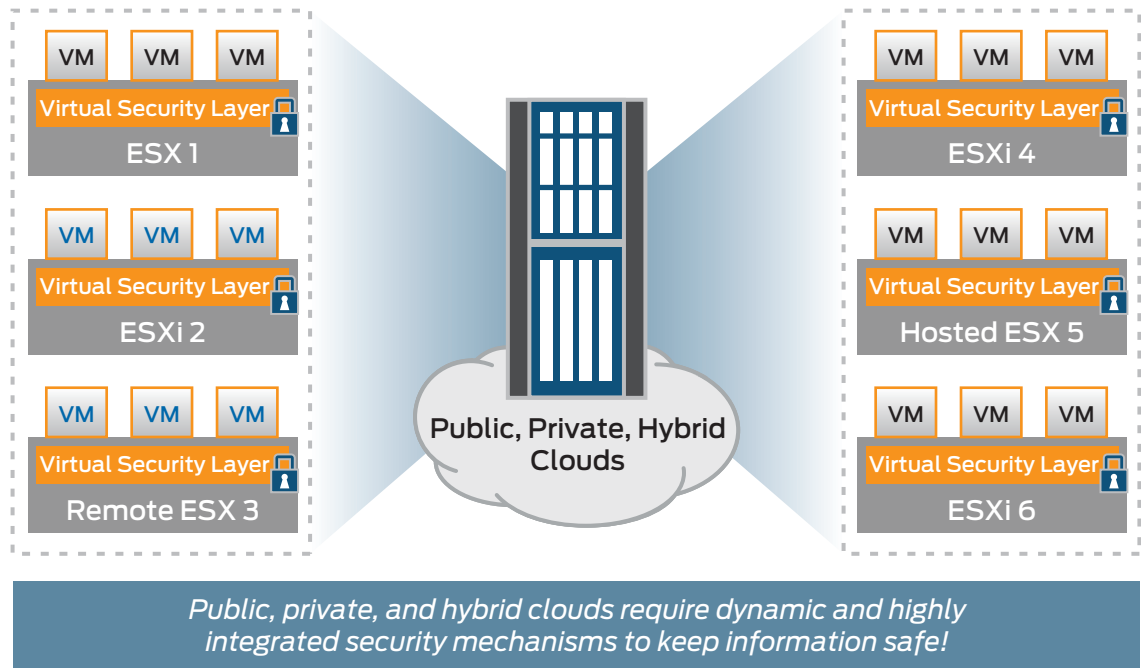 VM VM VM
Virtual Security Layer
ESX 1
VM VM VM
Virtual Security Layer
ESXi 2
VM VM VM
Virtual Security Layer
Remote ESX 3
Public, Private, Hybrid
Clouds
VM VM VM
Virtual Security Layer
ESXi 4
VM VM VM
Virtual Security Layer
Hosted ESX 5
VM VM VM
Virtual Security Layer
ESXi 6
Public, private, and hybrid clouds require dynamic and highly
integrated security mechanisms to keep information safe!